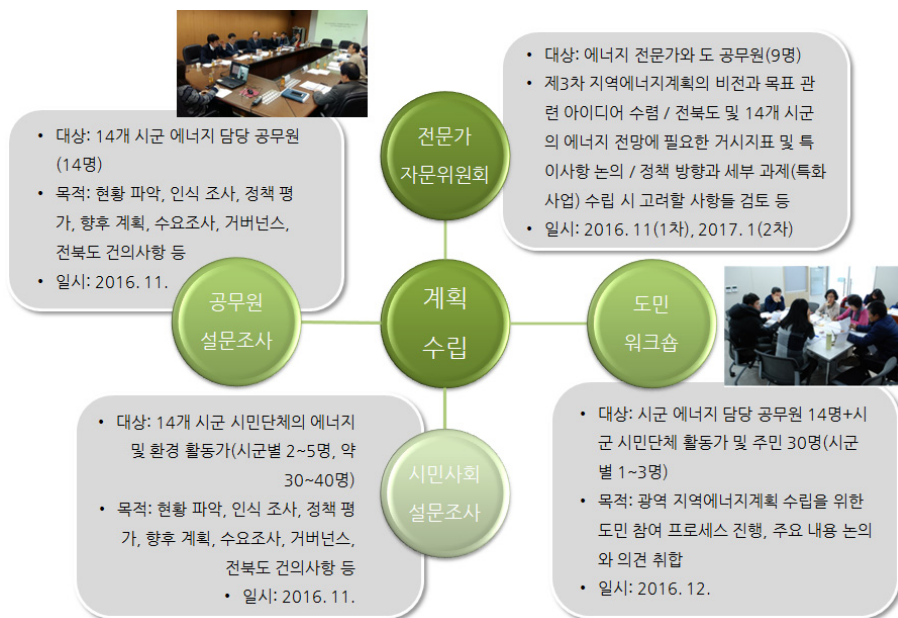 • 대상: 14개 시군 에너지 담당 공무원
(14명)
• 목적: 현황 파악, 인식 조사, 정책 평
가, 향후 계획, 수요조사, 거버넌스,
전북도 건의사항 등
• 일시: 2016. 11.
전문가
자문위원회
• 대상: 에너지 전문가와 도 공무원(9명)
• 제3차 지역에너지계획의 비전과 목표 관
련 아이디어 수렴 / 전북도 및 14개 시군
의 에너지 전망에 필요한 거시지표 및 특
이사항 논의 / 정책 방향과 세부 과제(특화
사업) 수립 시 고려할 사항들 검토 등
• 일시: 2016. 11(1차), 2017. 1(2차)
공무원
설문조사
계획
수립
도민
워크숍
• 대상: 14개 시군 시민단체의 에너지
및 환경 활동가(시군별 2~5명, 약
30~40명)
• 목적: 현황 파악, 인식 조사, 정책 평
가, 향후 계획, 수요조사, 거버넌스,
전북도 건의사항 등
• 일시: 2016. 11.
시민사회
설문조사
• 대상: 시군 에너지 담당 공무원 14명+시
군 시민단체 활동가 및 주민 30명(시군
별 1~3명)
• 목적: 광역 지역에너지계획 수립을 위한
도민 참여 프로세스 진행, 주요 내용 논의
와 의견 취합
• 일시: 2016. 12.